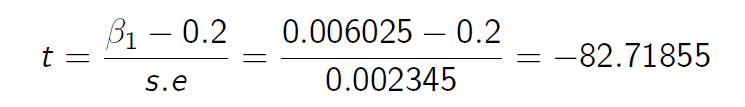 t = β₁ − 0.2 / s.e = 0.006025 − 0.2 / 0.002345 = −82.71855